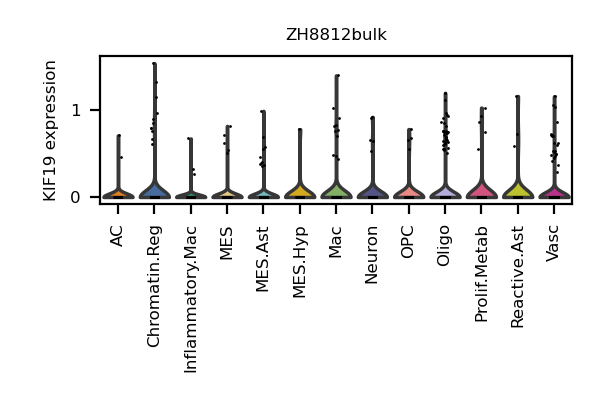 ZH8812bulk
KIF19 expression
1
0
AC
Chromatin.Reg
Inflammatory.Mac
MES
MES.Ast
MES.Hyp
Mac
Neuron
OPC
Oligo
Prolif.Metab
Reactive.Ast
Vasc